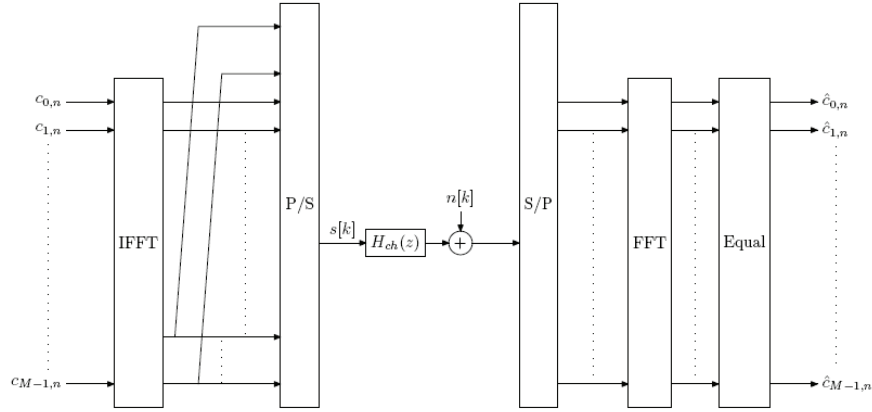 c_{0,n}
c_{1,n}
c_{M-1,n}
IFFT
P/S
s[k]
H_{ch}(z)
n[k]
+
S/P
FFT
Equal
ĉ_{0,n}
ĉ_{1,n}
ĉ_{M-1,n}